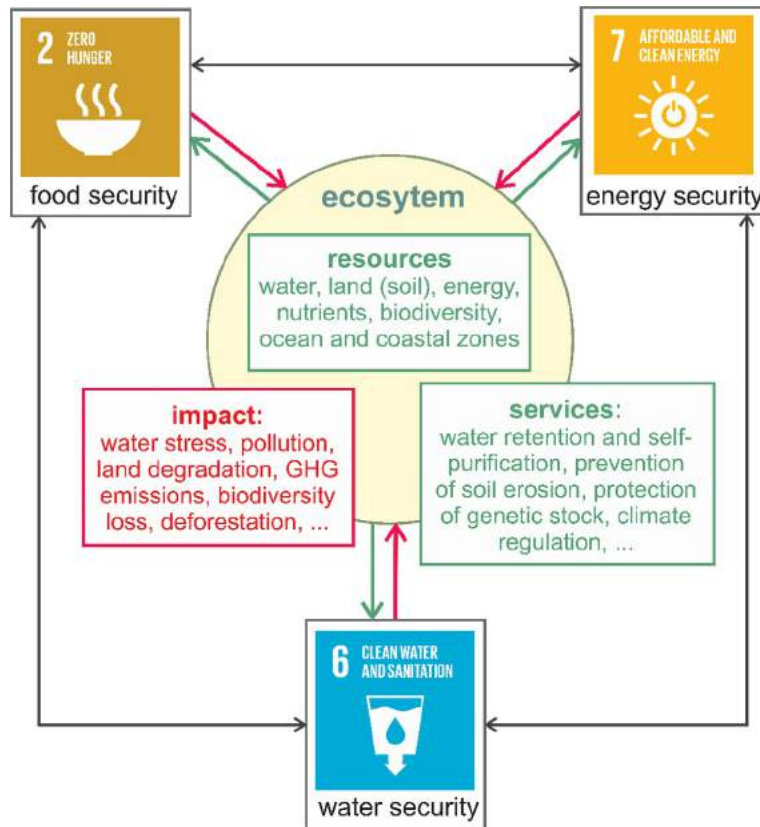 2 ZERO
HUNGER
food security
7 AFFORDABLE AND
CLEAN ENERGY
energy security
ecosytem
resources
water, land (soil), energy,
nutrients, biodiversity,
ocean and coastal zones
impact:
water stress, pollution,
land degradation, GHG
emissions, biodiversity
loss, deforestation, ...
services:
water retention and self-
purification, prevention
of soil erosion, protection
of genetic stock, climate
regulation, ...
6 CLEAN WATER
AND SANITATION
water security